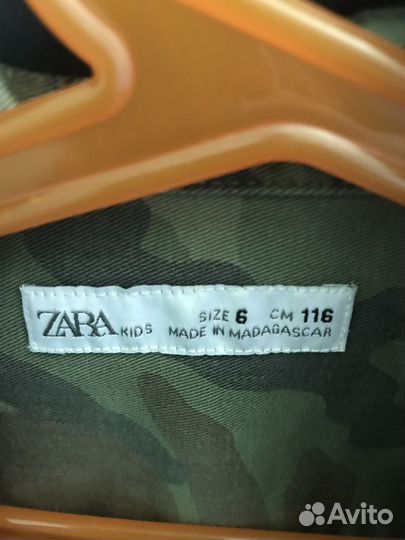 ZARA KIDS
SIZE 6 CM 116
MADE IN MADAGASCAR
Avito